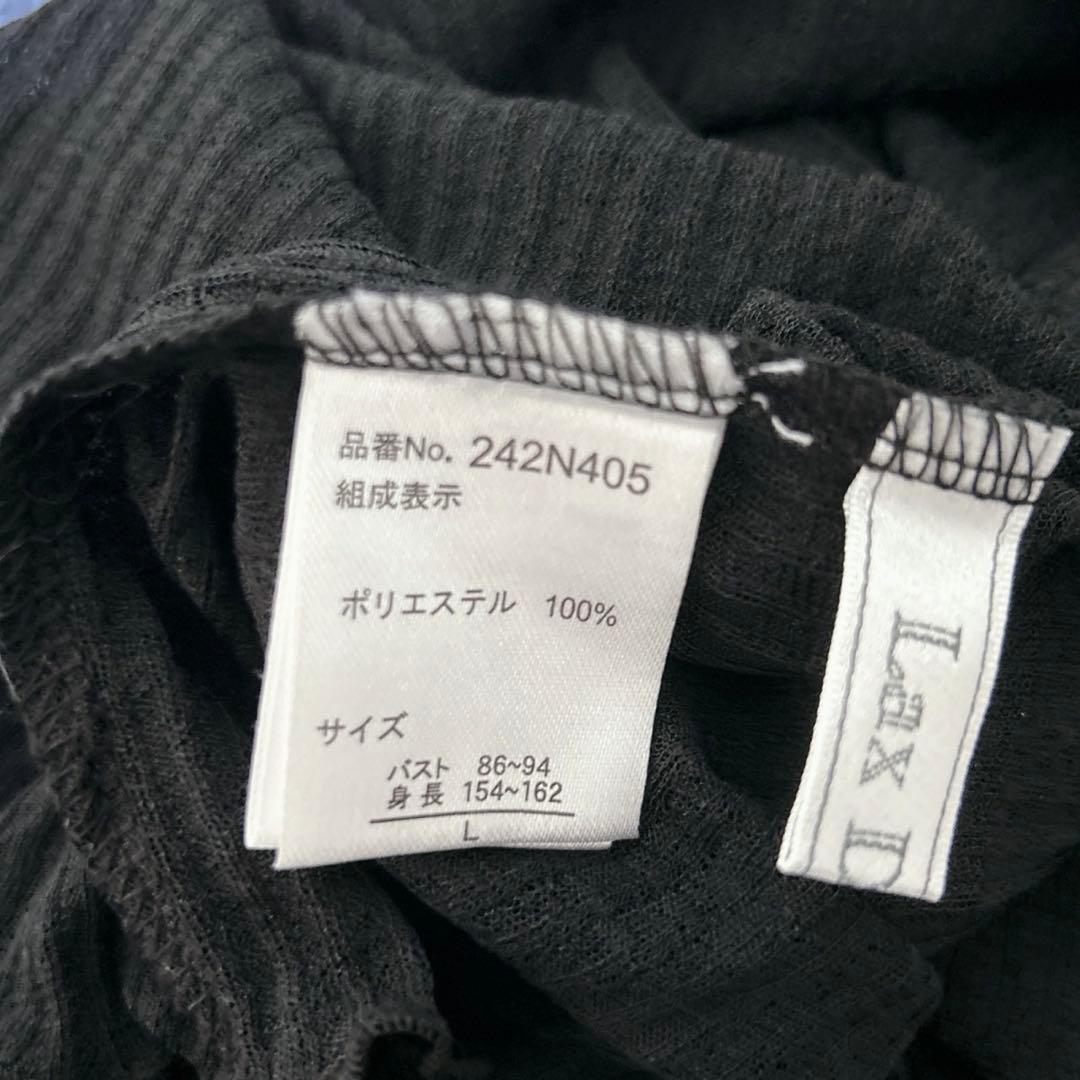 品番No. 242N405
組成表示
ポリエステル 100%
サイズ
バスト 86~94
身長 154~162
L
Lax